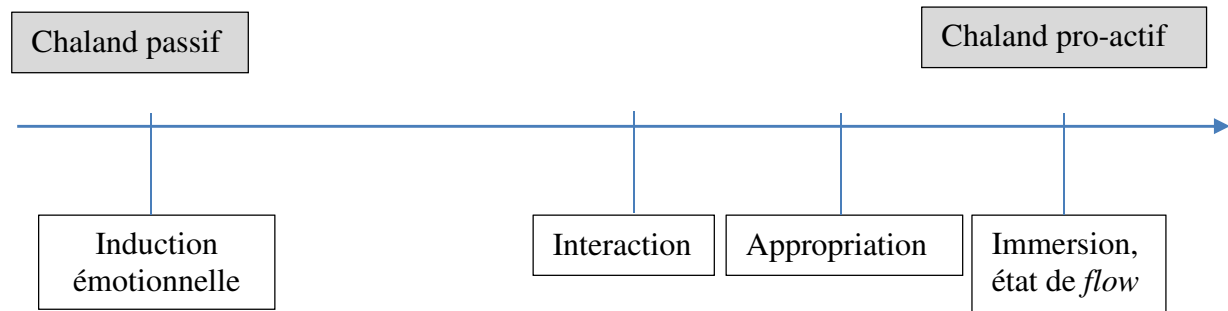 Chaland passif
Chaland pro-actif
Induction
émotionnelle
Interaction
Appropriation
Immersion,
état de flow